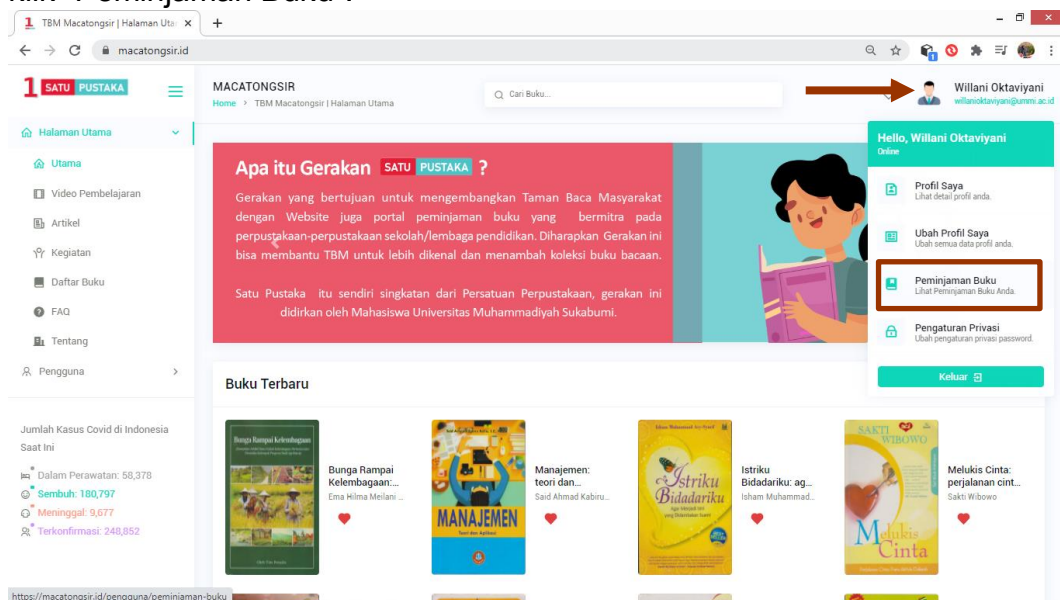 TBM Macatongsir | Halaman Uta
macatongsir.id
1 SATU PUSTAKA
MACATONGSIR
Home > TBM Macatongsir | Halaman Utama
Cari Buku...
Willani Oktaviyani
willanioktaviyani@ummi.ac.id
Halaman Utama
Utama
Video Pembelajaran
Artikel
Kegiatan
Daftar Buku
FAQ
Tentang
Pengguna
Jumlah Kasus Covid di Indonesia
Saat Ini
Dalam Perawatan: 58,378
Sembuh: 180,797
Meninggal: 9,677
Terkonfirmasi: 248,852
Apa itu Gerakan SATU PUSTAKA ?
Gerakan yang bertujuan untuk mengembangkan Taman Baca Masyarakat
dengan Website juga portal peminjaman buku yang bermitra pada
perpustakaan-perpustakaan sekolah/lembaga pendidikan. Diharapkan Gerakan ini
bisa membantu TBM untuk lebih dikenal dan menambah koleksi buku bacaan.
Satu Pustaka itu sendiri singkatan dari Persatuan Perpustakaan, gerakan ini
didirkan oleh Mahasiswa Universitas Muhammadiyah Sukabumi.
Hello, Willani Oktaviyani
Online
Profil Saya
Lihat detail profil anda.
Ubah Profil Saya
Ubah semua data profil anda.
Peminjaman Buku
Lihat Peminjaman Buku Anda.
Pengaturan Privasi
Ubah pengaturan privasi password.
Keluar
Buku Terbaru
Bunga Rampai Kelembagaan
Bunga Rampai
Kelembagaan:...
Ema Hilma Meilani ...
MANAJEMEN
Teori dan Aplikasi
Manajemen:
teori dan...
Said Ahmad Kabiru...
Istriku
Bidadariku
Istriku
Bidadariku: ag...
Isham Muhammad...
SAKTI
WIBOWO
Melukis
Cinta
Melukis Cinta:
perjalanan cint...
Sakti Wibowo
https://macatongsir.id/pengguna/peminjaman-buku